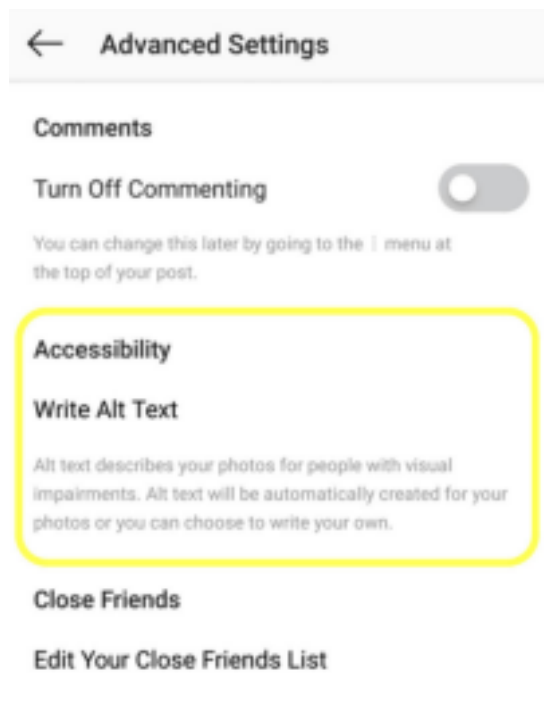 Advanced Settings
Comments
Turn Off Commenting
You can change this later by going to the ⋮ menu at
the top of your post.
Accessibility
Write Alt Text
Alt text describes your photos for people with visual
impairments. Alt text will be automatically created for your
photos or you can choose to write your own.
Close Friends
Edit Your Close Friends List